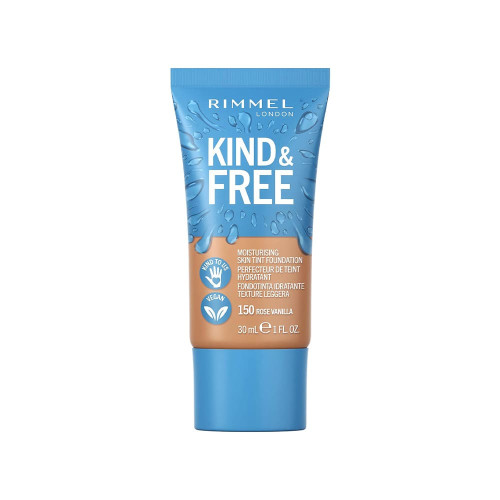 RIMMEL
LONDON
KIND &
FREE
MOISTURISING
SKIN TINT FOUNDATION
PERFECTEUR DE TEINT
HYDRATANT
FONDOTINTA IDRATANTE
TEXTURE LEGGERA
KIND TO US
VEGAN
150 ROSE VANILLA
30 mL e 1 FL. OZ.